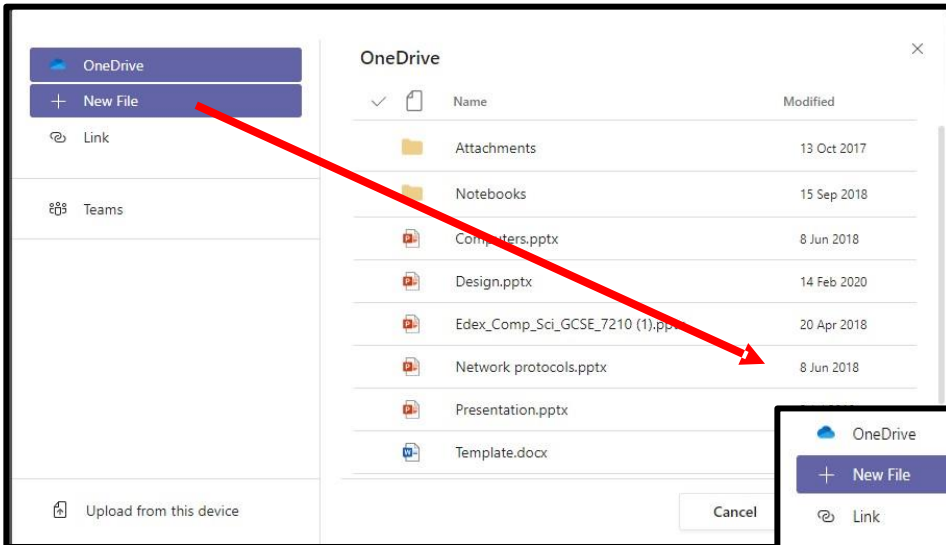 OneDrive
New File
Link
Teams
Upload from this device
OneDrive
Name Modified
Attachments 13 Oct 2017
Notebooks 15 Sep 2018
Computers.pptx 8 Jun 2018
Design.pptx 14 Feb 2020
Edex_Comp_Sci_GCSE_7210 (1).pptx 20 Apr 2018
Network protocols.pptx 8 Jun 2018
Presentation.pptx
Template.docx
Cancel
OneDrive
New File
Link